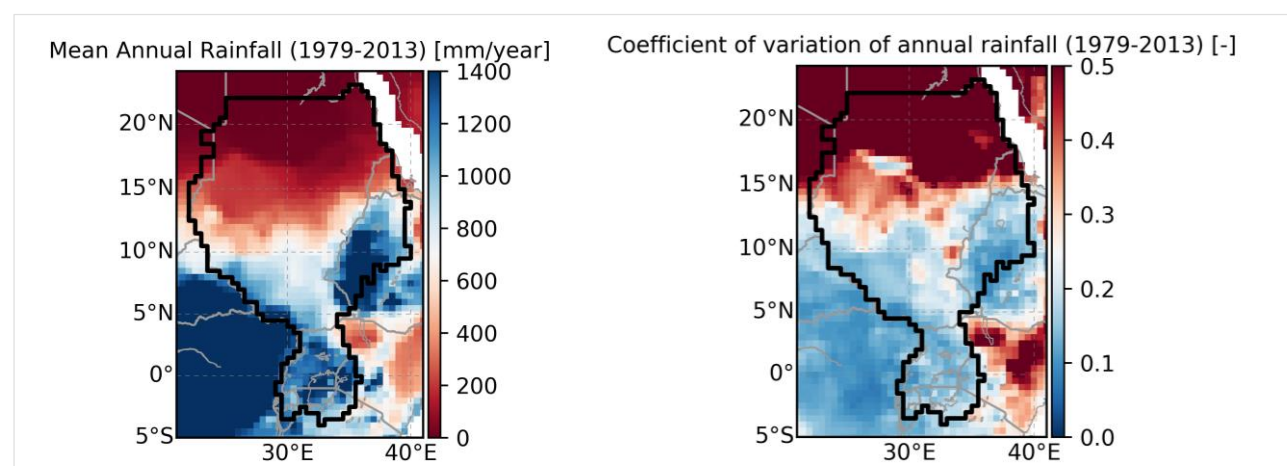 Mean Annual Rainfall (1979-2013) [mm/year]
1400
1200
1000
800
600
400
200
0
20°N
15°N
10°N
5°N
0°
5°S
30°E
40°E
Coefficient of variation of annual rainfall (1979-2013) [-]
0.5
0.4
0.3
0.2
0.1
0.0
20°N
15°N
10°N
5°N
0°
5°S
30°E
40°E